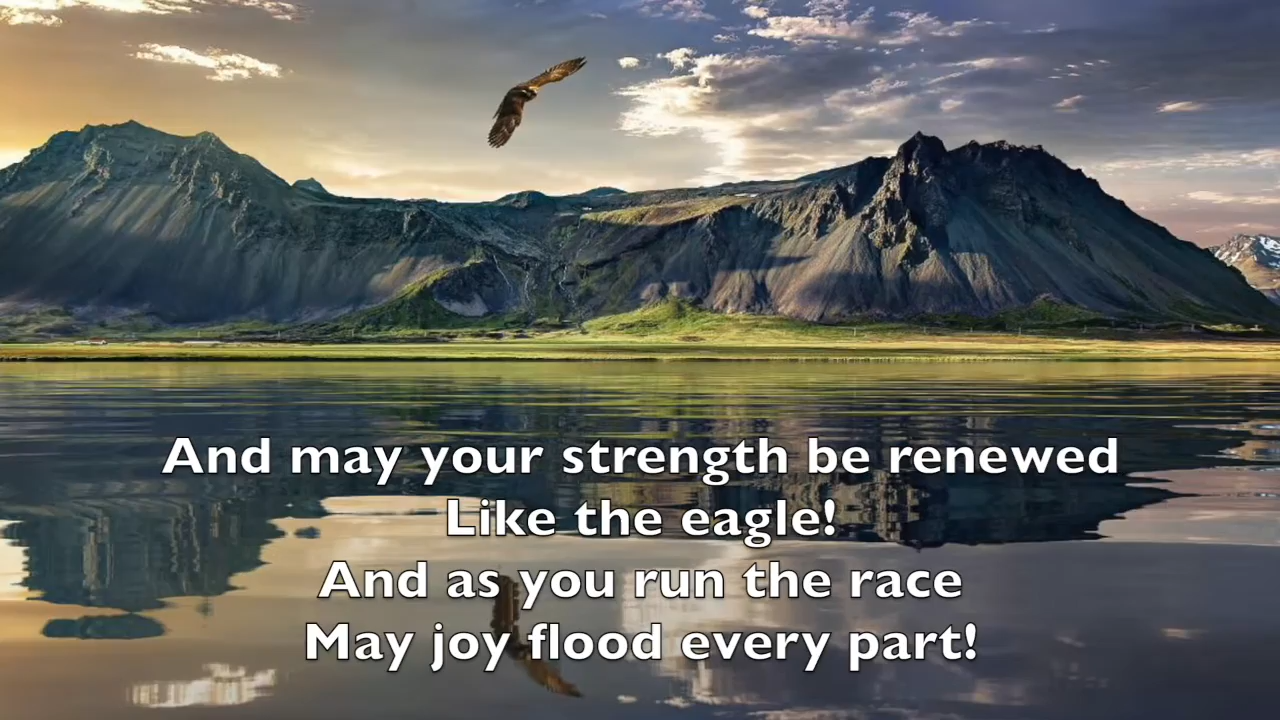 And may your strength be renewed
Like the eagle!
And as you run the race
May joy flood every part!